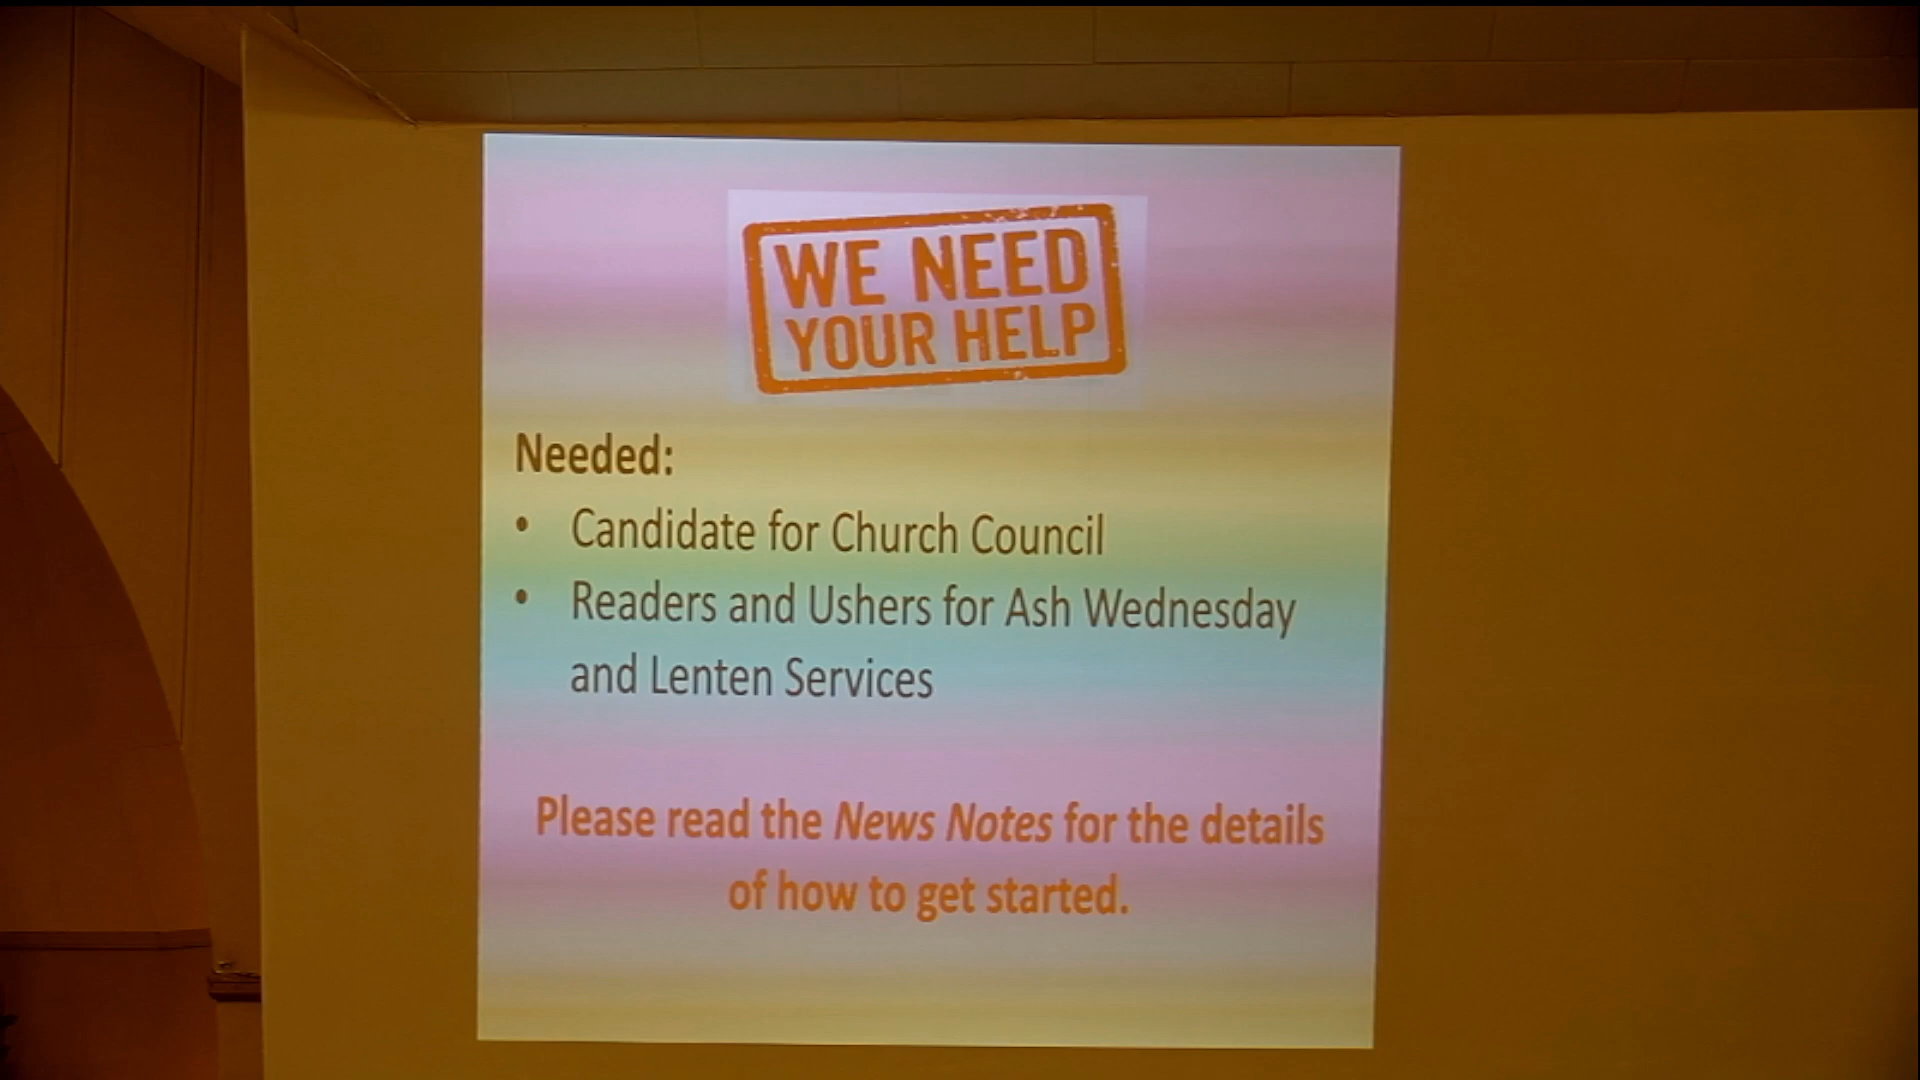 WE NEED
YOUR HELP
Needed:
• Candidate for Church Council
• Readers and Ushers for Ash Wednesday
and Lenten Services
Please read the News Notes for the details
of how to get started.